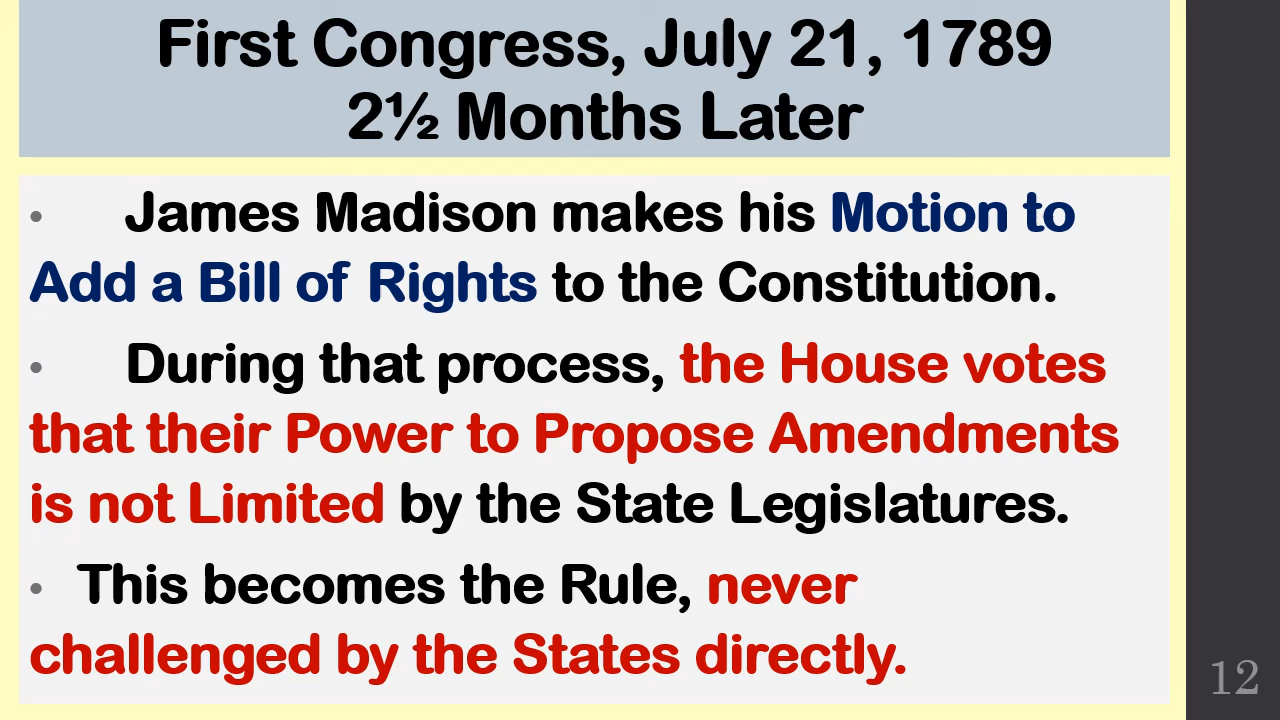 First Congress, July 21, 1789
2½ Months Later
• James Madison makes his Motion to
Add a Bill of Rights to the Constitution.
• During that process, the House votes
that their Power to Propose Amendments
is not Limited by the State Legislatures.
• This becomes the Rule, never
challenged by the States directly.
12